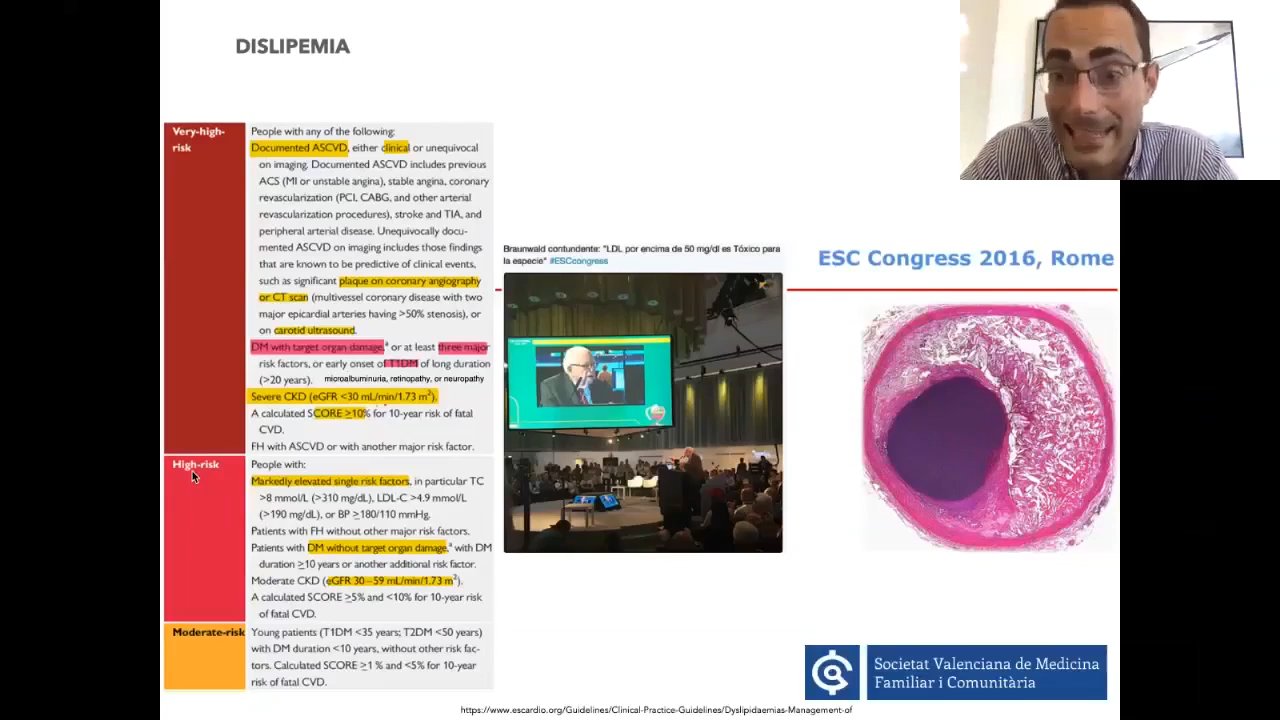 DISLIPEMIA
Very-high-
risk
People with any of the following:
Documented ASCVD, either clinical or unequivocal
on imaging. Documented ASCVD includes previous
ACS (MI or unstable angina), stable angina, coronary
revascularization (PCI, CABG, and other arterial
revascularization procedures), stroke and TIA, and
peripheral arterial disease. Unequivocally docu-
mented ASCVD on imaging includes those findings
that are known to be predictive of clinical events,
such as significant plaque on coronary angiography
or CT scan (multivessel coronary disease with two
major epicardial arteries having >50% stenosis), or
on carotid ultrasound.
DM with target organ damage,ª or at least three major
risk factors, or early onset of T1DM of long duration
(>20 years). microalbuminuria, retinopathy, or neuropathy
Severe CKD (eGFR <30 mL/min/1.73 m²).
A calculated SCORE ≥10% for 10-year risk of fatal
CVD.
FH with ASCVD or with another major risk factor.
High-risk
People with:
Markedly elevated single risk factors, in particular TC
>8 mmol/L (>310 mg/dL), LDL-C >4.9 mmol/L
(>190 mg/dL), or BP ≥180/110 mmHg.
Patients with FH without other major risk factors.
Patients with DM without target organ damage,ª with DM
duration ≥10 years or another additional risk factor.
Moderate CKD (eGFR 30–59 mL/min/1.73 m²).
A calculated SCORE ≥5% and <10% for 10-year risk
of fatal CVD.
Moderate-risk
Young patients (T1DM <35 years; T2DM <50 years)
with DM duration <10 years, without other risk fac-
tors. Calculated SCORE ≥1 % and <5% for 10-year
risk of fatal CVD.
Braunwald contundente: "LDL por encima de 50 mg/dl es Tóxico para
la especie" #ESCcongress
ESC Congress 2016, Rome
Societat Valenciana de Medicina
Familiar i Comunitària
https://www.escardio.org/Guidelines/Clinical-Practice-Guidelines/Dyslipidaemias-Management-of